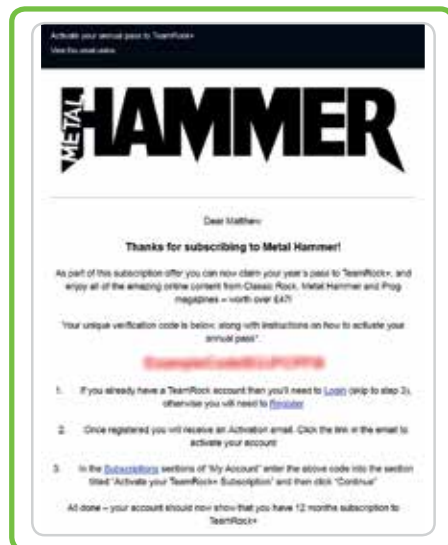 Activate your annual pass to TeamRock+
View this email online
METAL HAMMER
Dear Matthew
Thanks for subscribing to Metal Hammer!
As part of this subscription offer you can now claim your year's pass to TeamRock+, and
enjoy all of the amazing online content from Classic Rock, Metal Hammer and Prog
magazines – worth over £47!
Your unique verification code is below, along with instructions on how to activate your
annual pass*.
1. If you already have a TeamRock account then you'll need to Login (skip to step 3),
otherwise you will need to Register
2. Once registered you will receive an Activation email. Click the link in the email to
activate your account
3. In the Subscriptions sections of "My Account" enter the above code into the section
titled "Activate your TeamRock+ Subscription" and then click "Continue"
All done – your account should now show that you have 12 months subscription to
TeamRock+